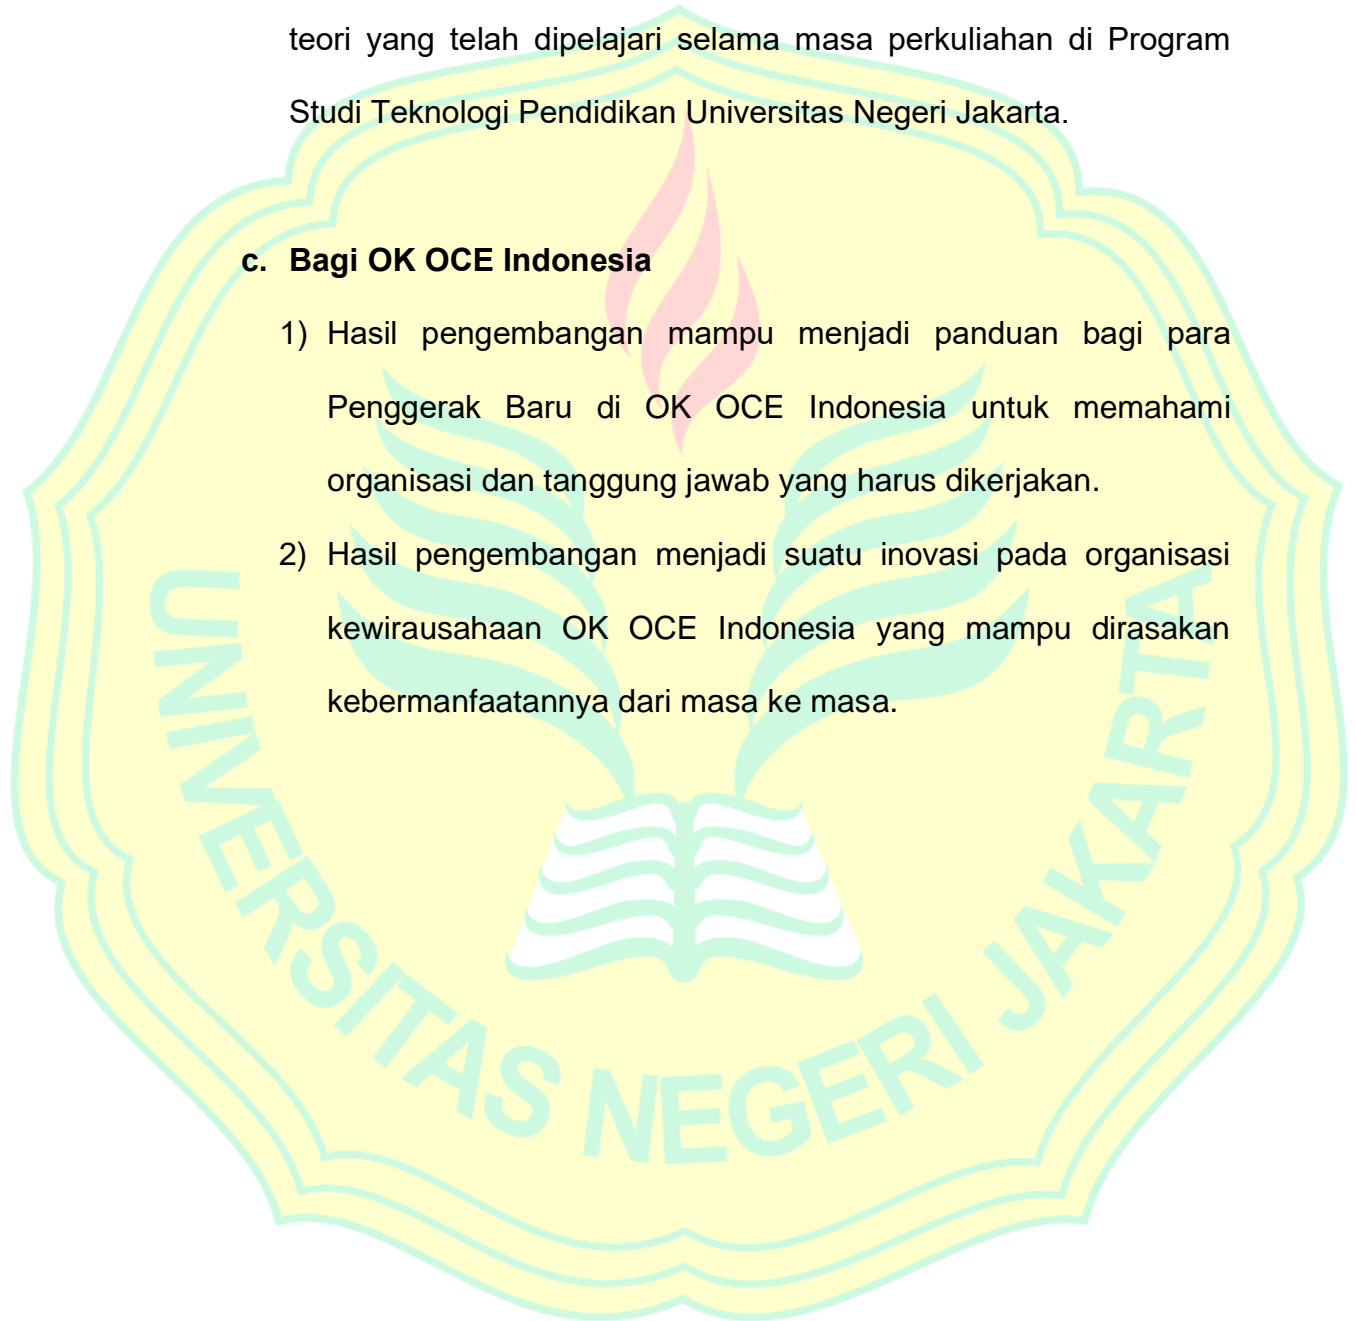 teori yang telah dipelajari selama masa perkuliahan di Program
Studi Teknologi Pendidikan Universitas Negeri Jakarta.
c. Bagi OK OCE Indonesia
1) Hasil pengembangan mampu menjadi panduan bagi para
Penggerak Baru di OK OCE Indonesia untuk memahami
organisasi dan tanggung jawab yang harus dikerjakan.
2) Hasil pengembangan menjadi suatu inovasi pada organisasi
kewirausahaan OK OCE Indonesia yang mampu dirasakan
kebermanfaatannya dari masa ke masa.
UNIVERSITAS NEGERI JAKARTA